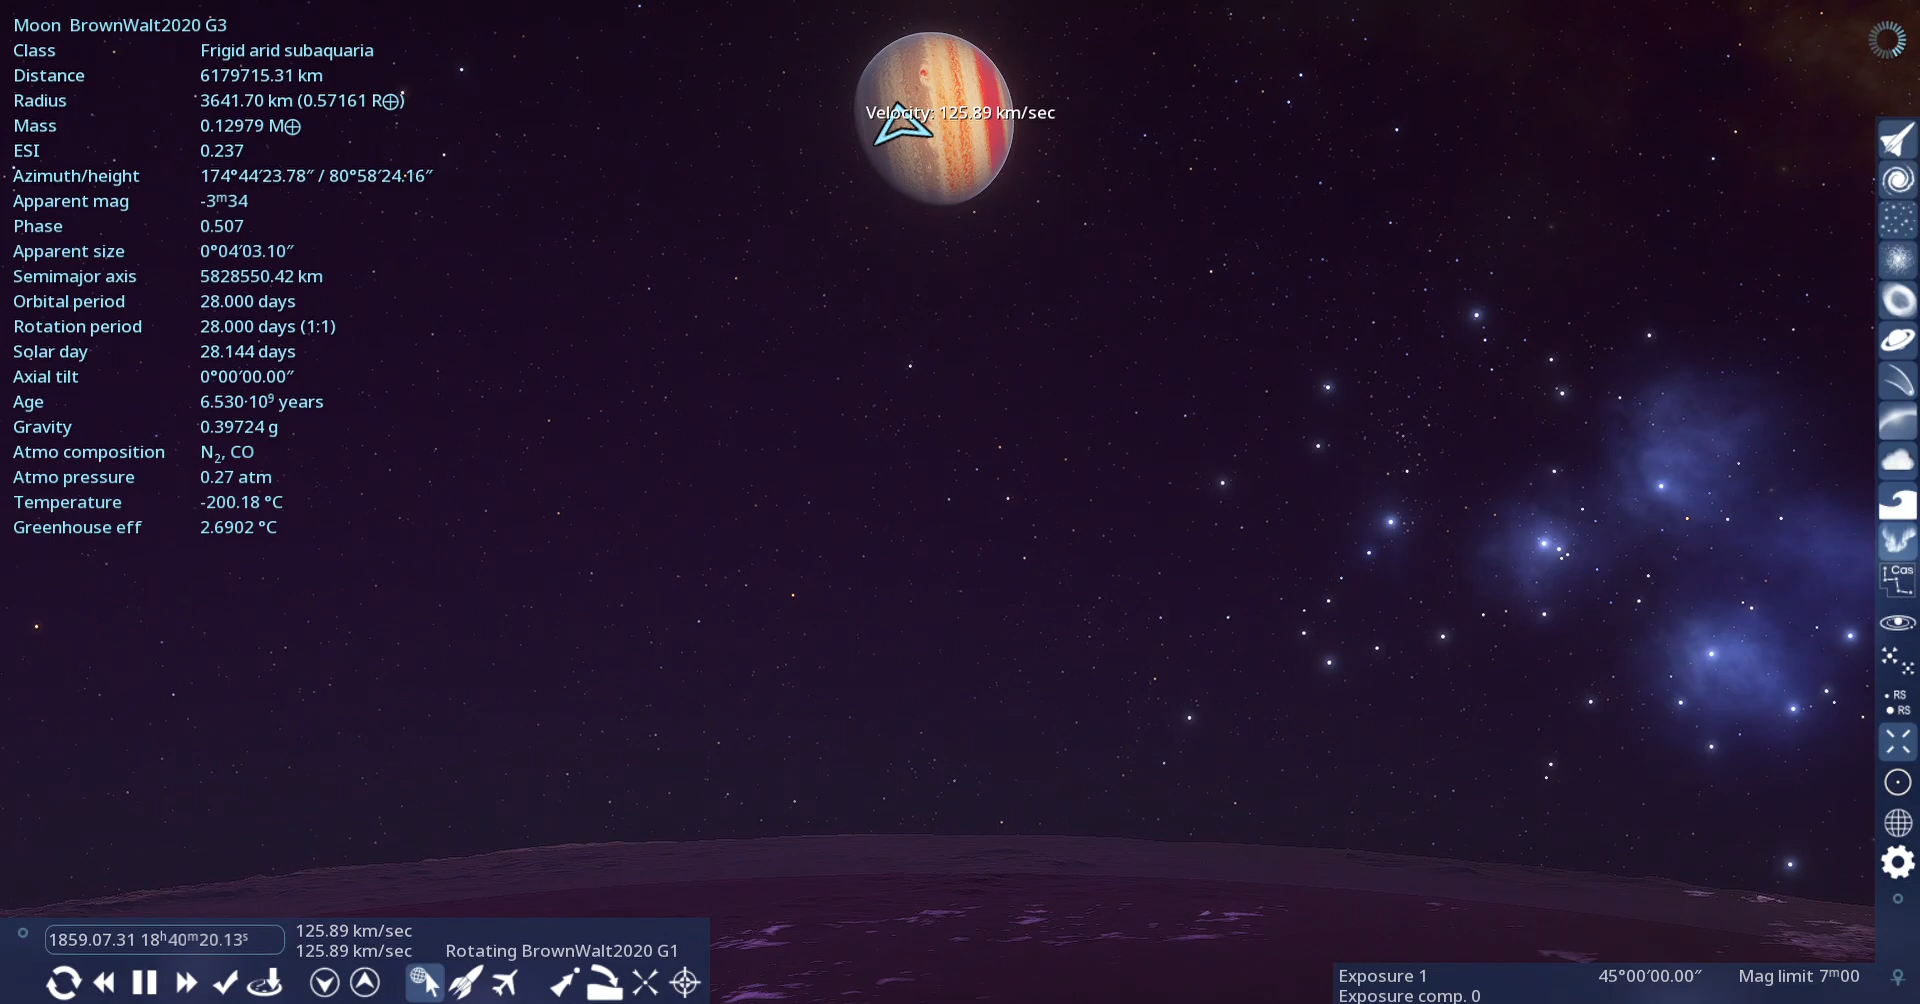 Moon BrownWalt2020 G3
Class Frigid arid subaquaria
Distance 6179715.31 km
Radius 3641.70 km (0.57161 R⊕)
Mass 0.12979 M⊕
ESI 0.237
Azimuth/height 174°44′23.78″ / 80°58′24.16″
Apparent mag -3ᵐ34
Phase 0.507
Apparent size 0°04′03.10″
Semimajor axis 5828550.42 km
Orbital period 28.000 days
Rotation period 28.000 days (1:1)
Solar day 28.144 days
Axial tilt 0°00′00.00″
Age 6.530·10⁹ years
Gravity 0.39724 g
Atmo composition N₂, CO
Atmo pressure 0.27 atm
Temperature -200.18 °C
Greenhouse eff 2.6902 °C
Velocity: 125.89 km/sec
Cas
RS
RS
1859.07.31 18ʰ40ᵐ20.13ˢ
125.89 km/sec
125.89 km/sec Rotating BrownWalt2020 G1
Exposure 1 45°00′00.00″ Mag limit 7ᵐ00
Exposure comp. 0